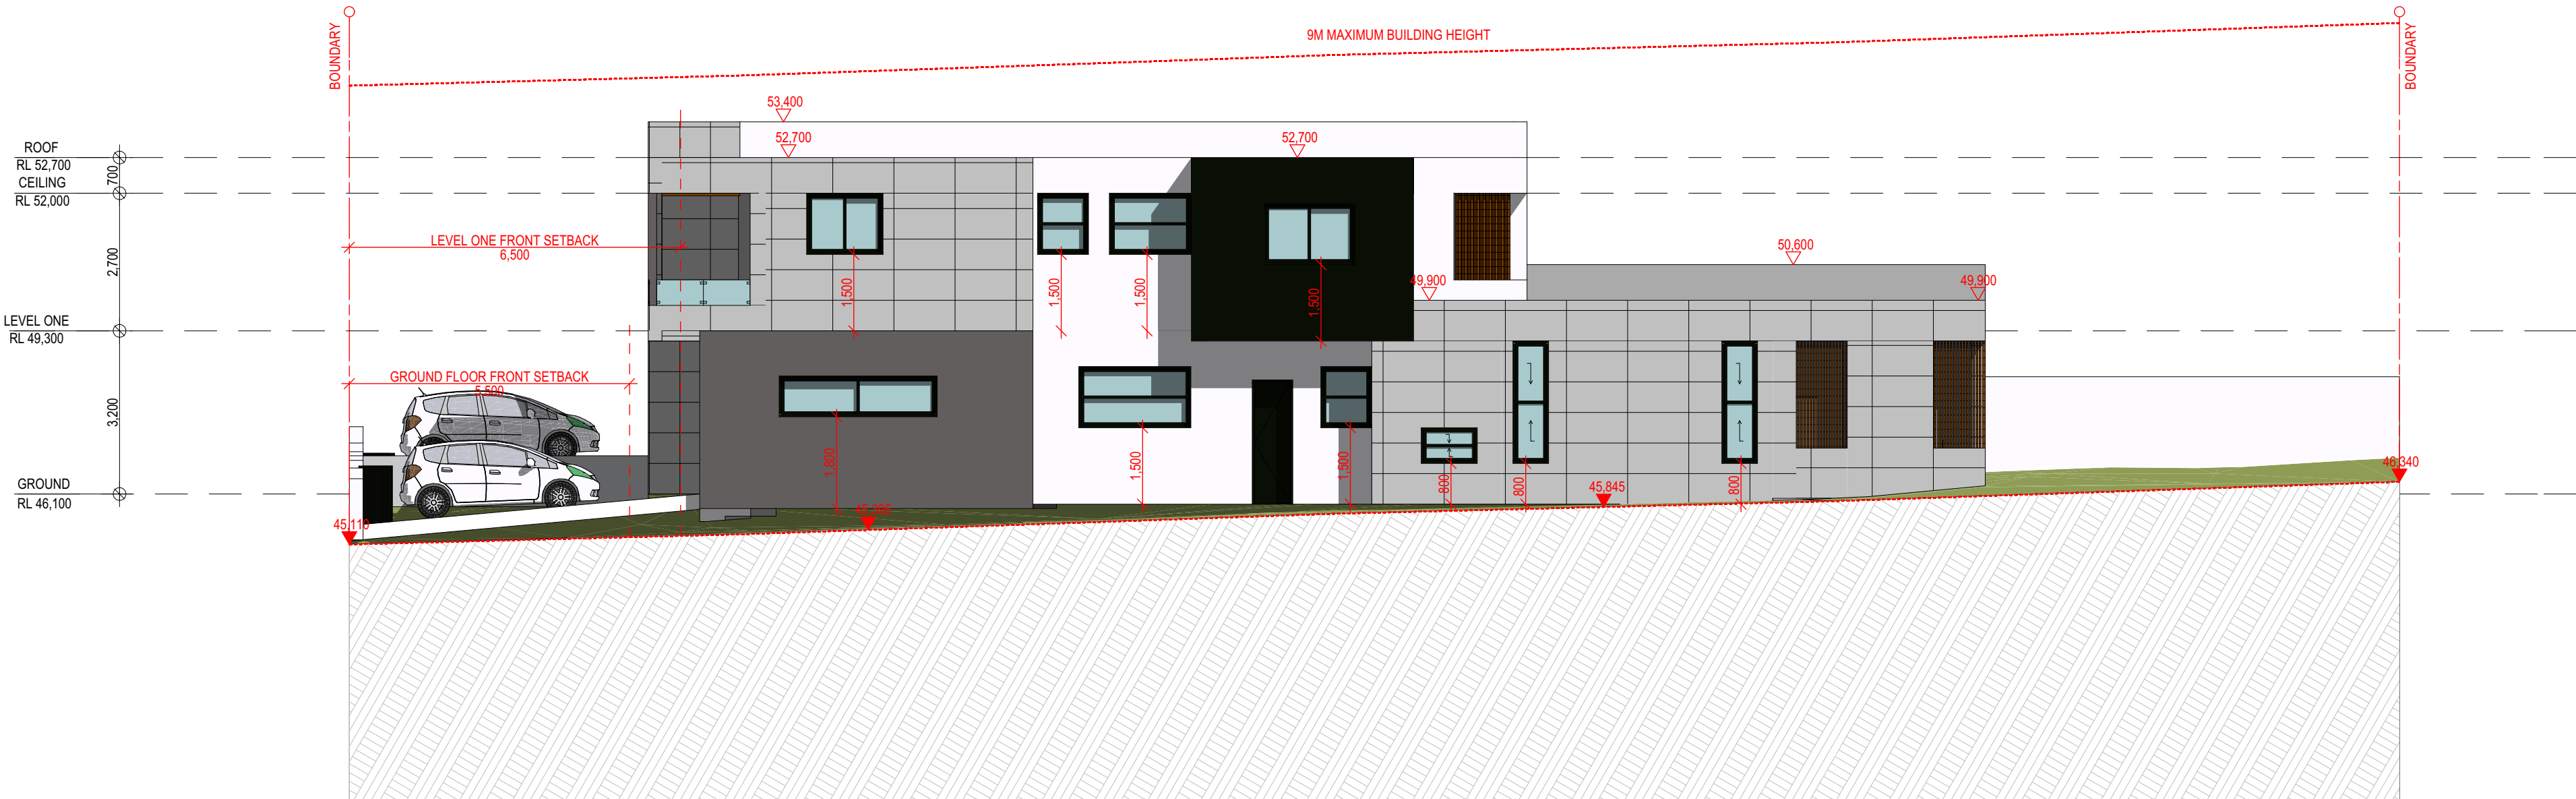 BOUNDARY
9M MAXIMUM BUILDING HEIGHT
BOUNDARY
53,400
52,700
52,700
ROOF
RL 52,700
700
CEILING
RL 52,000
LEVEL ONE FRONT SETBACK
6,500
2,700
50,600
49,900
49,900
1,500
1,500
1,500
1,500
LEVEL ONE
RL 49,300
GROUND FLOOR FRONT SETBACK
5,500
3,200
1,800
1,500
1,500
800
800
800
46,340
GROUND
RL 46,100
45,845
45,110